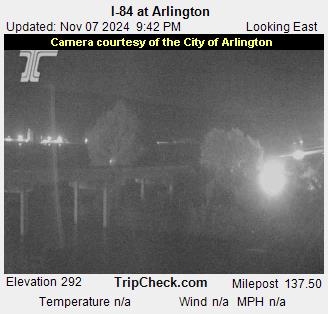 I-84 at Arlington
Updated: Nov 07 2024 9:42 PM Looking East
Camera courtesy of the City of Arlington
Elevation 292 TripCheck.com Milepost 137.50
Temperature n/a Wind n/a MPH n/a